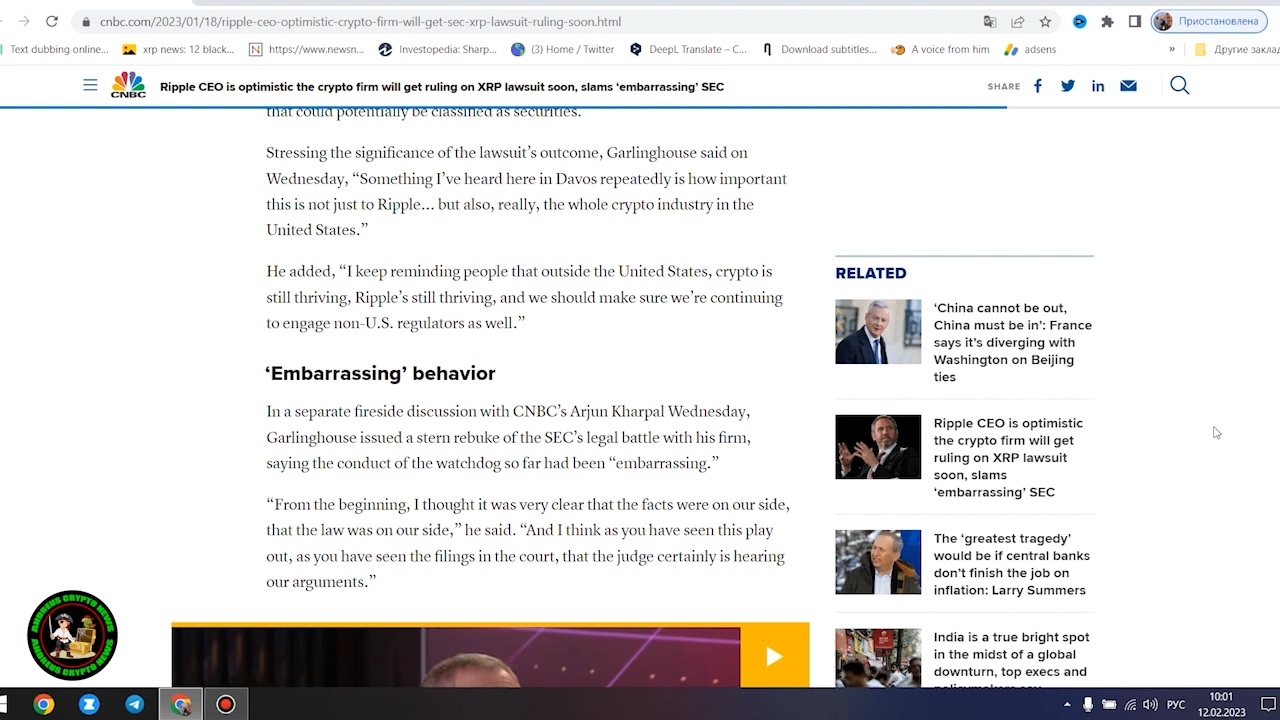 cnbc.com/2023/01/18/ripple-ceo-optimistic-crypto-firm-will-get-sec-xrp-lawsuit-ruling-soon.html
Приостановлена
Text dubbing online...
xrp news: 12 black...
https://www.newsn...
Investopedia: Sharp...
(3) Home / Twitter
DeepL Translate – C...
Download subtitles...
A voice from him
adsens
»
Другие закла
CNBC
Ripple CEO is optimistic the crypto firm will get ruling on XRP lawsuit soon, slams ‘embarrassing’ SEC
SHARE
that could potentially be classified as securities.
Stressing the significance of the lawsuit’s outcome, Garlinghouse said on
Wednesday, “Something I’ve heard here in Davos repeatedly is how important
this is not just to Ripple… but also, really, the whole crypto industry in the
United States.”
He added, “I keep reminding people that outside the United States, crypto is
still thriving, Ripple’s still thriving, and we should make sure we’re continuing
to engage non-U.S. regulators as well.”
‘Embarrassing’ behavior
In a separate fireside discussion with CNBC’s Arjun Kharpal Wednesday,
Garlinghouse issued a stern rebuke of the SEC’s legal battle with his firm,
saying the conduct of the watchdog so far had been “embarrassing.”
“From the beginning, I thought it was very clear that the facts were on our side,
that the law was on our side,” he said. “And I think as you have seen this play
out, as you have seen the filings in the court, that the judge certainly is hearing
our arguments.”
RELATED
‘China cannot be out,
China must be in’: France
says it’s diverging with
Washington on Beijing
ties
Ripple CEO is optimistic
the crypto firm will get
ruling on XRP lawsuit
soon, slams
‘embarrassing’ SEC
The ‘greatest tragedy’
would be if central banks
don’t finish the job on
inflation: Larry Summers
India is a true bright spot
in the midst of a global
downturn, top execs and
ANDREUS CRYPTO NEWS
ANDREUS CRYPTO NEWS
РУС
10:01
12.02.2023